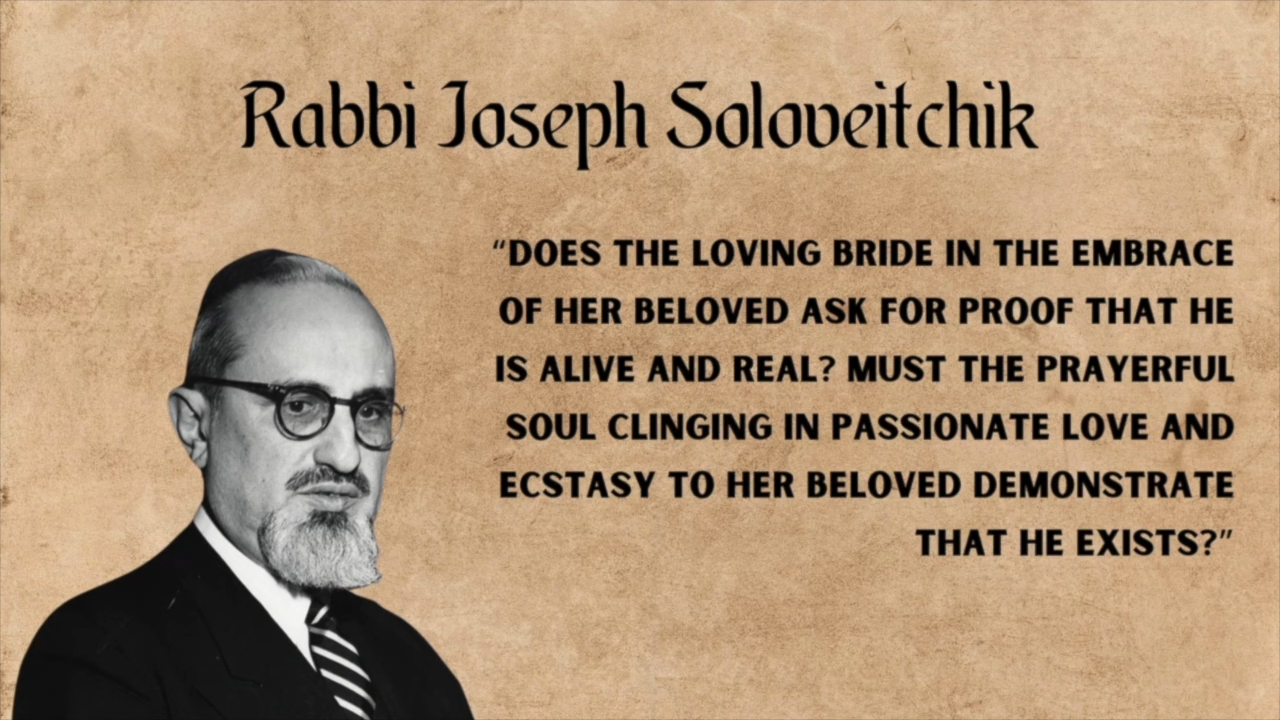 Rabbi Joseph Soloveitchik
“DOES THE LOVING BRIDE IN THE EMBRACE
OF HER BELOVED ASK FOR PROOF THAT HE
IS ALIVE AND REAL? MUST THE PRAYERFUL
SOUL CLINGING IN PASSIONATE LOVE AND
ECSTASY TO HER BELOVED DEMONSTRATE
THAT HE EXISTS?”